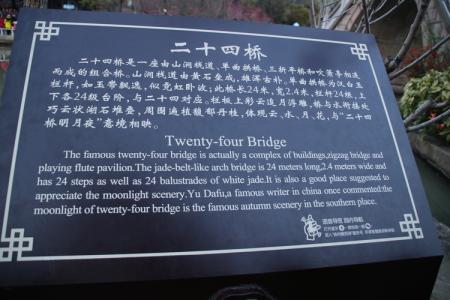 二十四桥
二十四桥是一座由山涧栈道、单曲拱桥、三折平桥和吹箫亭相连
而成的组合桥。山涧栈道由黄石垒成，雄浑古朴。单曲拱桥为汉白玉
栏杆，如玉带飘逸，似霓虹卧波；此桥长24米，宽2.4米，栏杆24根，上
下各24级台阶，与二十四对应。栏板上彩云追月浮雕，桥与水衔接处
巧云状湖石堆叠，周围遍植馥郁丹桂，体现云、水、月、花，与“二十四
桥明月夜”意境相映。
Twenty-four Bridge
The famous twenty-four bridge is actually a complex of buildings,zigzag bridge and
playing flute pavilion.The jade-belt-like arch bridge is 24 meters long,2.4 meters wide and
has 24 steps as well as 24 balustrades of white jade.It is also a good place suggested to
appreciate the moonlight scenery.Yu Dafu,a famous writer in china once commented:the
moonlight of twenty-four bridge is the famous autumn scenery in the southern place.